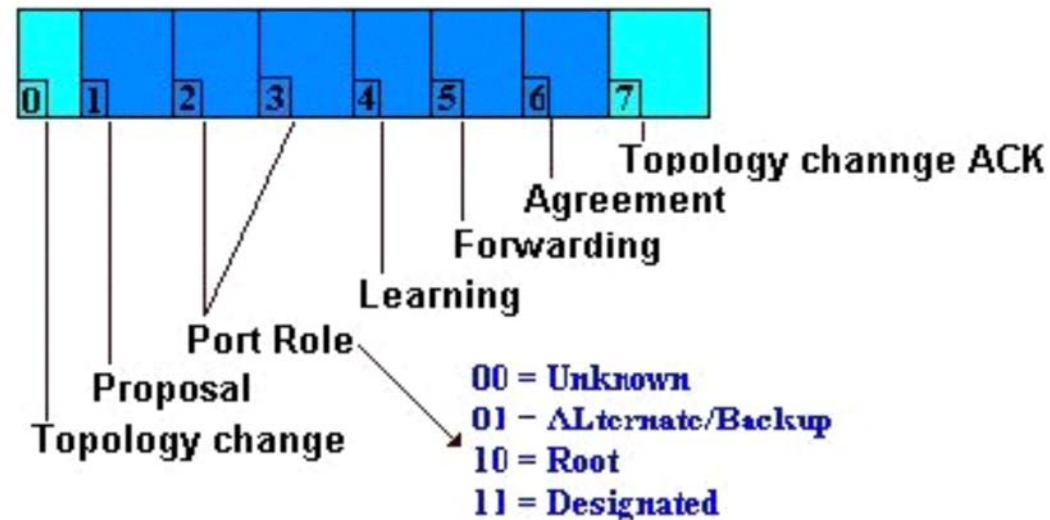 0 1 2 3 4 5 6 7
Topology channge ACK
Agreement
Forwarding
Learning
Port Role
Proposal
Topology change
00 = Unknown
01 = ALternate/Backup
10 = Root
11 = Designated